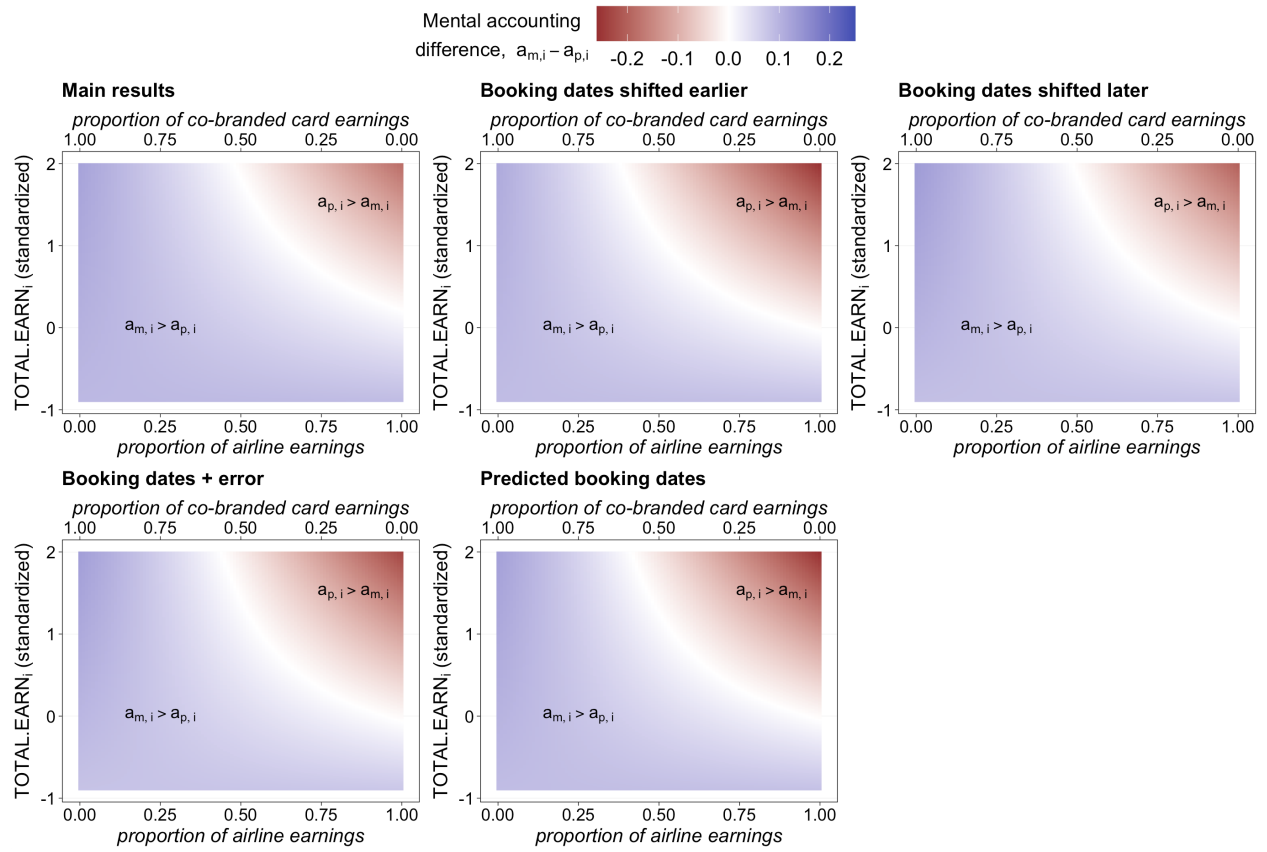 Mental accounting
difference, a_m,i – a_p,i
-0.2 -0.1 0.0 0.1 0.2
Main results
proportion of co-branded card earnings
1.00 0.75 0.50 0.25 0.00
TOTAL.EARN_i (standardized)
2
1
0
-1
a_p, i > a_m, i
a_m, i > a_p, i
0.00 0.25 0.50 0.75 1.00
proportion of airline earnings
Booking dates shifted earlier
proportion of co-branded card earnings
1.00 0.75 0.50 0.25 0.00
TOTAL.EARN_i (standardized)
2
1
0
-1
a_p, i > a_m, i
a_m, i > a_p, i
0.00 0.25 0.50 0.75 1.00
proportion of airline earnings
Booking dates shifted later
proportion of co-branded card earnings
1.00 0.75 0.50 0.25 0.00
TOTAL.EARN_i (standardized)
2
1
0
-1
a_p, i > a_m, i
a_m, i > a_p, i
0.00 0.25 0.50 0.75 1.00
proportion of airline earnings
Booking dates + error
proportion of co-branded card earnings
1.00 0.75 0.50 0.25 0.00
TOTAL.EARN_i (standardized)
2
1
0
-1
a_p, i > a_m, i
a_m, i > a_p, i
0.00 0.25 0.50 0.75 1.00
proportion of airline earnings
Predicted booking dates
proportion of co-branded card earnings
1.00 0.75 0.50 0.25 0.00
TOTAL.EARN_i (standardized)
2
1
0
-1
a_p, i > a_m, i
a_m, i > a_p, i
0.00 0.25 0.50 0.75 1.00
proportion of airline earnings